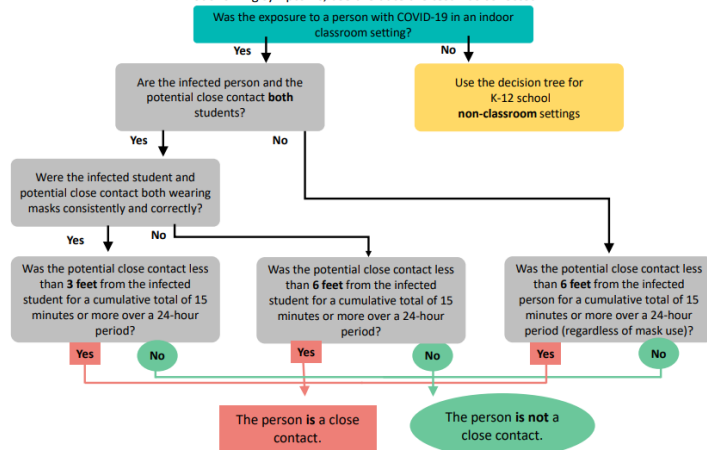 Was the exposure to a person with COVID-19 in an indoor
classroom setting?
Yes
No
Are the infected person and the
potential close contact both
students?
Use the decision tree for
K-12 school
non-classroom settings
Yes
No
Were the infected student and
potential close contact both wearing
masks consistently and correctly?
Yes
No
Was the potential close contact less
than 3 feet from the infected
student for a cumulative total of 15
minutes or more over a 24-hour
period?
Was the potential close contact less
than 6 feet from the infected
student for a cumulative total of 15
minutes or more over a 24-hour
period?
Was the potential close contact less
than 6 feet from the infected
person for a cumulative total of 15
minutes or more over a 24-hour
period (regardless of mask use)?
Yes
No
Yes
No
Yes
No
The person is a close
contact.
The person is not a
close contact.